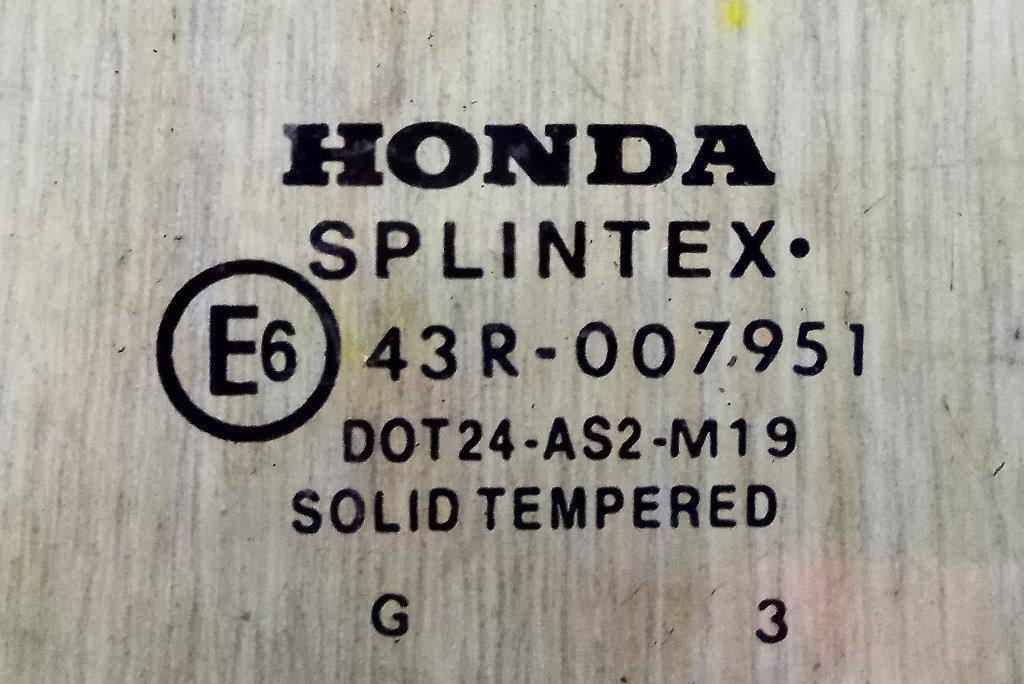 HONDA
SPLINTEX•
E6 43R-007951
DOT24-AS2-M19
SOLID TEMPERED
G 3